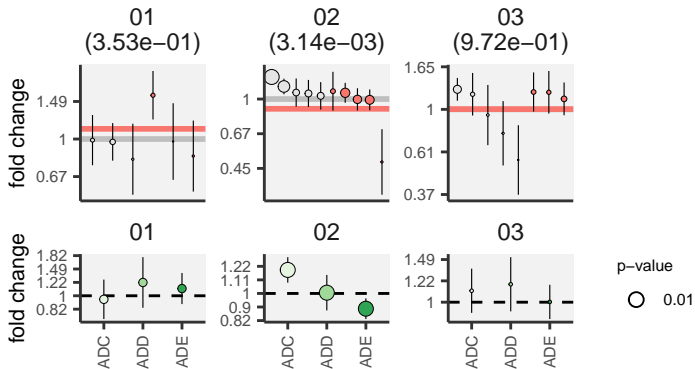 01
(3.53e−01)
02
(3.14e−03)
03
(9.72e−01)
fold change
1.49
1
0.67
1
0.67
0.45
1.65
1
0.61
0.37
01
02
03
fold change
1.82
1.49
1.22
1
0.82
1.22
1.11
1
0.9
0.82
1.49
1.22
1
ADC
ADD
ADE
ADC
ADD
ADE
ADC
ADD
ADE
p−value
0.01